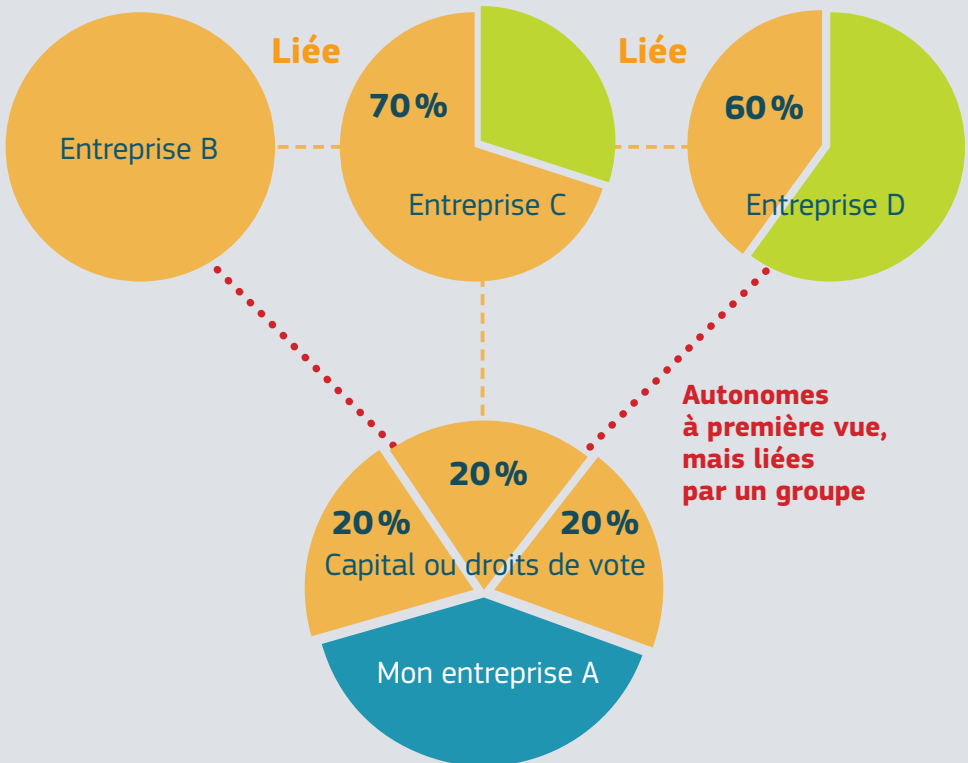 Liée
Liée
70 %
60 %
Entreprise B
Entreprise C
Entreprise D
Autonomes
à première vue,
mais liées
par un groupe
20 %
20 %
20 %
Capital ou droits de vote
Mon entreprise A